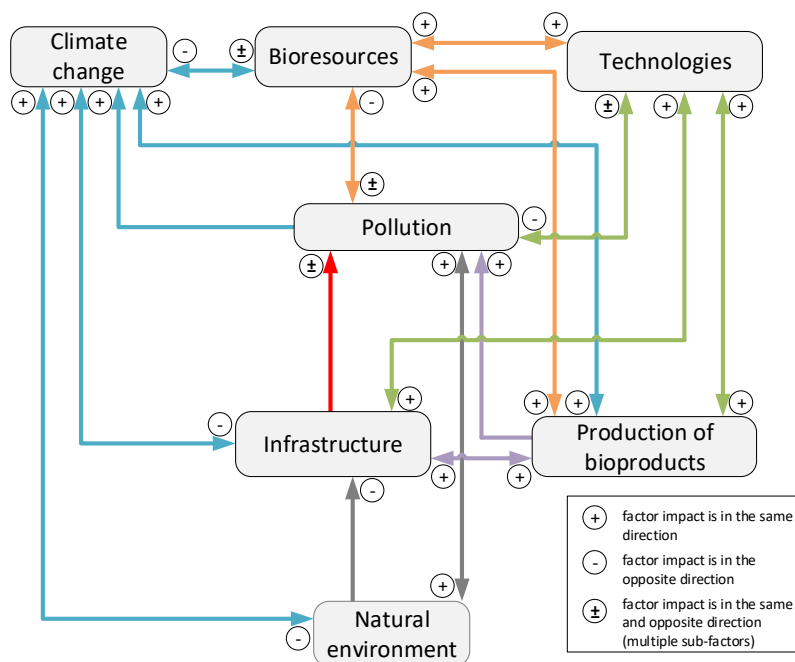 +
+
Climate
change
-
±
Bioresources
Technologies
+
+
+
+
+
-
±
+
+
±
-
Pollution
±
+
+
+
+
+
+
-
Infrastructure
Production of
bioproducts
-
+
+
+ factor impact is in the same
direction
- factor impact is in the
opposite direction
± factor impact is in the same
and opposite direction
(multiple sub-factors)
+
-
Natural
environment